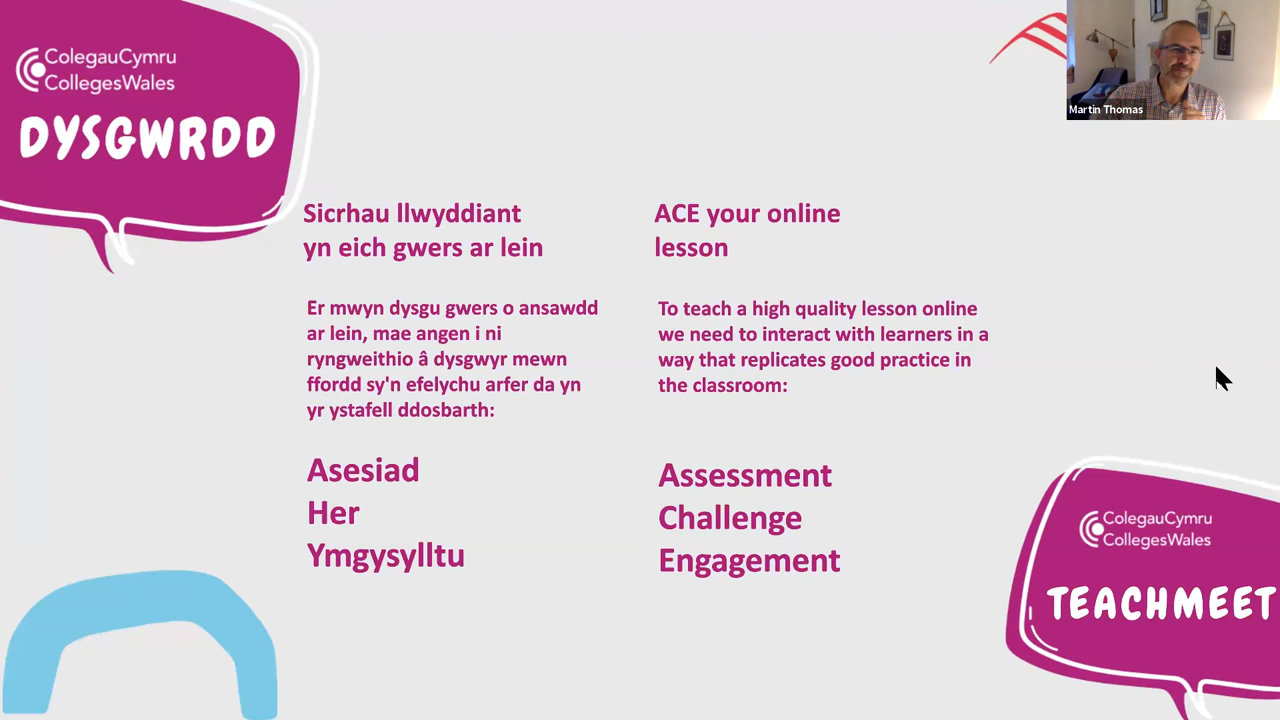 ColegauCymru
CollegesWales
DYSGWRDD
Martin Thomas
Sicrhau llwyddiant
yn eich gwers ar lein
Er mwyn dysgu gwers o ansawdd
ar lein, mae angen i ni
ryngweithio â dysgwyr mewn
ffordd sy'n efelychu arfer da yn
yr ystafell ddosbarth:
Asesiad
Her
Ymgysylltu
ACE your online
lesson
To teach a high quality lesson online
we need to interact with learners in a
way that replicates good practice in
the classroom:
Assessment
Challenge
Engagement
ColegauCymru
CollegesWales
TEACHMEET